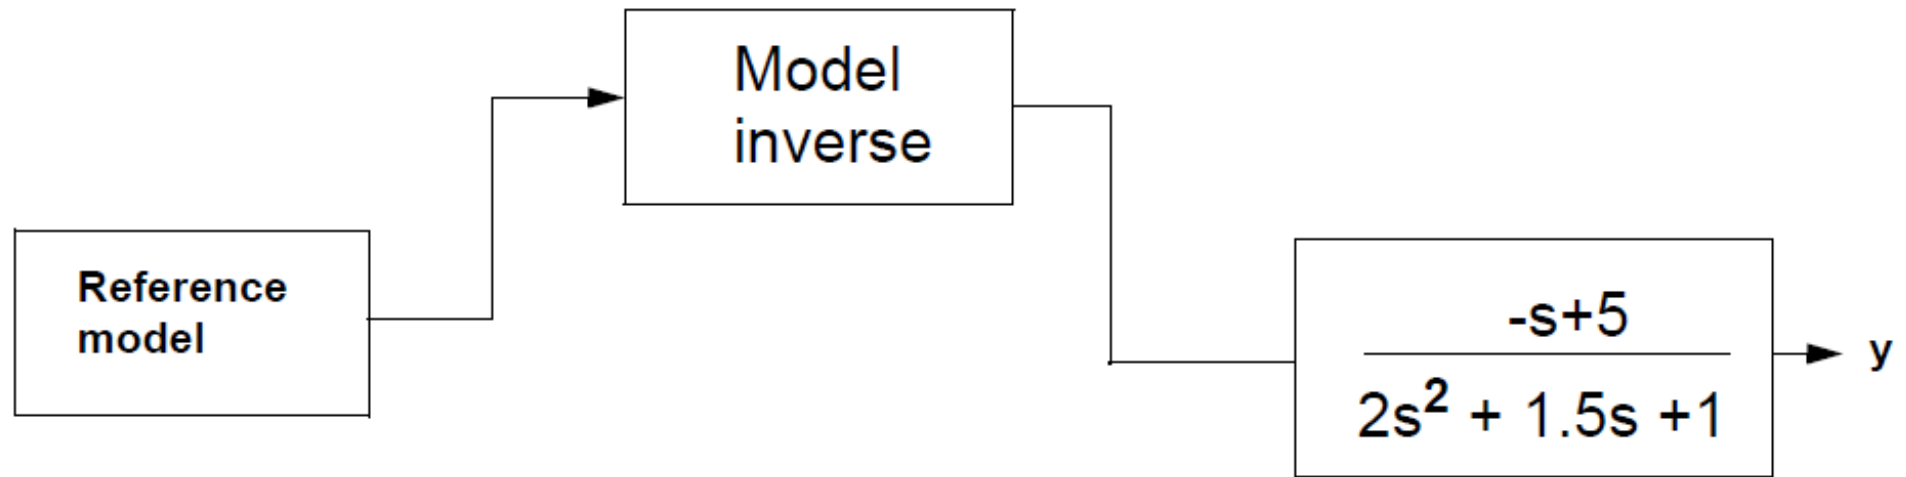 Model
inverse
Reference
model
-s+5
2s² + 1.5s +1
y